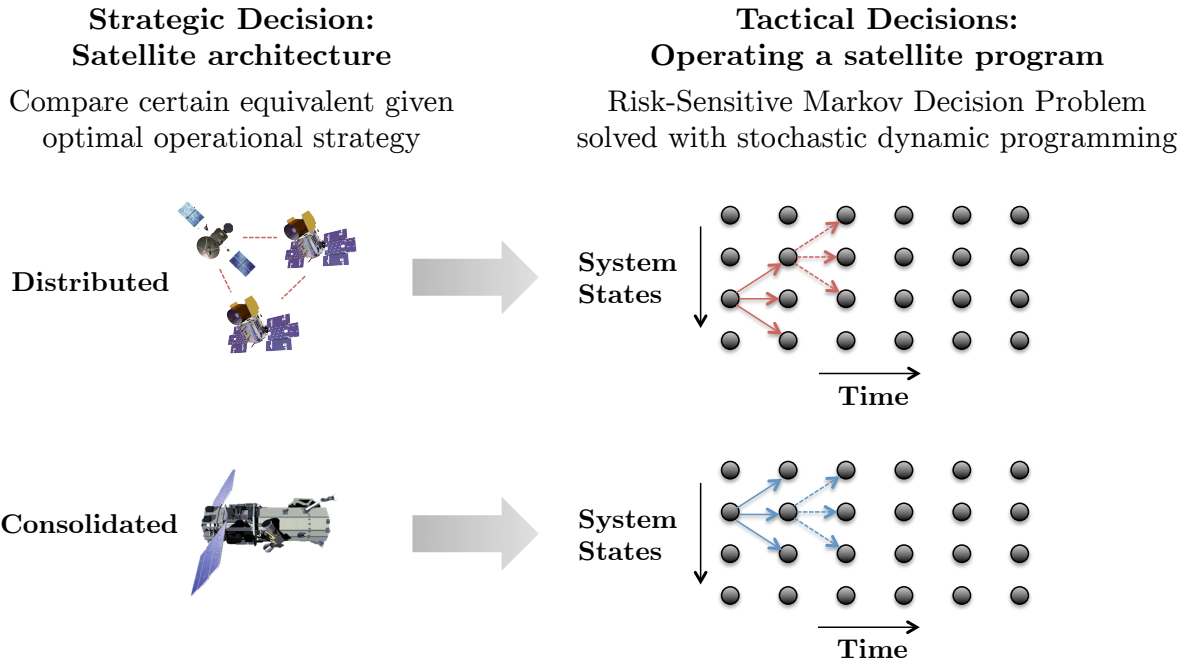 Strategic Decision:
Satellite architecture
Compare certain equivalent given
optimal operational strategy
Tactical Decisions:
Operating a satellite program
Risk-Sensitive Markov Decision Problem
solved with stochastic dynamic programming
Distributed
System
States
Time
Consolidated
System
States
Time